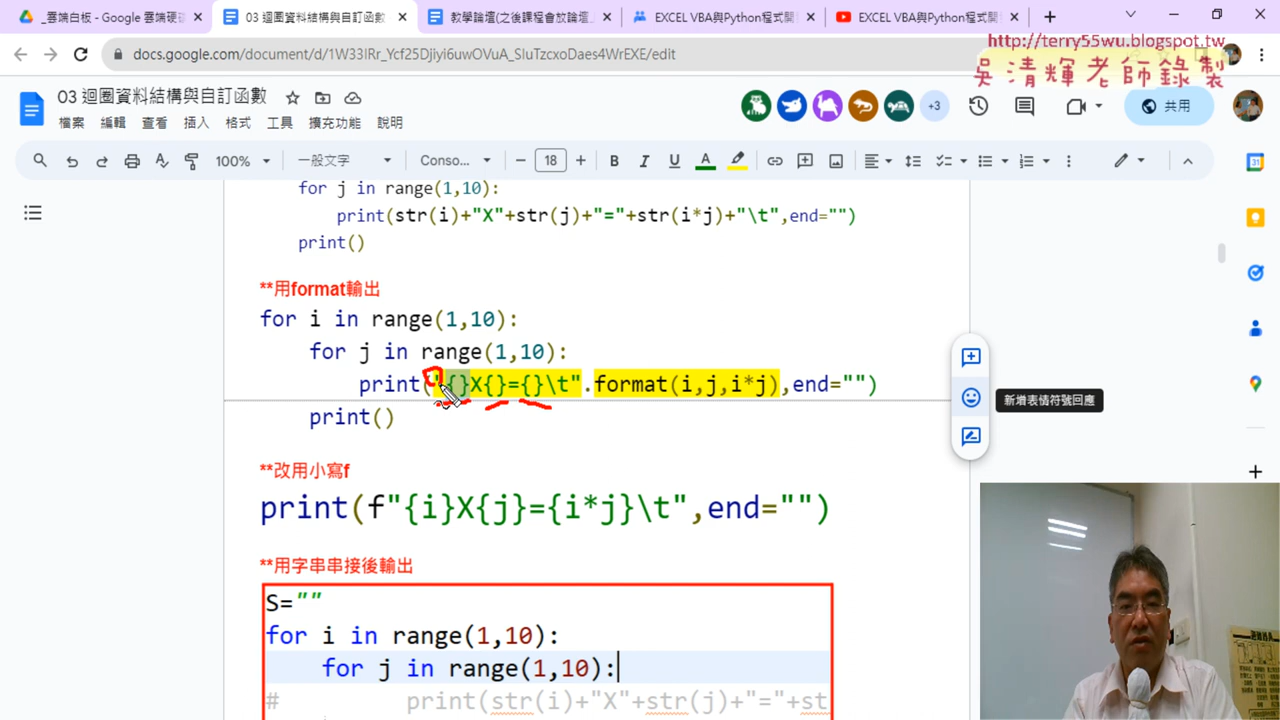 _雲端白板 - Google 雲端硬碟
03 迴圈資料結構與自訂函數
教學論壇(之後課程會放論壇上
EXCEL VBA與Python程式開
EXCEL VBA與Python程式開
docs.google.com/document/d/1W33IRr_Ycf25Djiyi6uwOVuA_SluTzcxoDaes4WrEXE/edit
http://terry55wu.blogspot.tw
吳清輝老師錄製
03 迴圈資料結構與自訂函數
+3
共用
檔案 編輯 查看 插入 格式 工具 擴充功能 說明
100% 一般文字 Conso... 18 B I U A
for j in range(1,10):
print(str(i)+"X"+str(j)+"="+str(i*j)+"\t",end="")
print()
**用format輸出
for i in range(1,10):
for j in range(1,10):
print("{}X{}={}\t".format(i,j,i*j),end="")
print()
新增表情符號回應
**改用小寫f
print(f"{i}X{j}={i*j}\t",end="")
**用字串串接後輸出
S=""
for i in range(1,10):
for j in range(1,10):
# print(str(i)+"X"+str(j)+"="+st